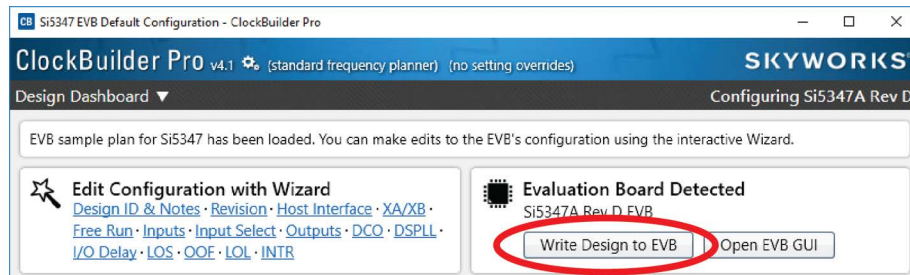 CB Si5347 EVB Default Configuration - ClockBuilder Pro
ClockBuilder Pro v4.1 (standard frequency planner) (no setting overrides) SKYWORKS
Design Dashboard ▼ Configuring Si5347A Rev D
EVB sample plan for Si5347 has been loaded. You can make edits to the EVB's configuration using the interactive Wizard.
Edit Configuration with Wizard
Design ID & Notes · Revision · Host Interface · XA/XB ·
Free Run · Inputs · Input Select · Outputs · DCO · DSPLL ·
I/O Delay · LOS · OOF · LOL · INTR
Evaluation Board Detected
Si5347A Rev D EVB
Write Design to EVB Open EVB GUI